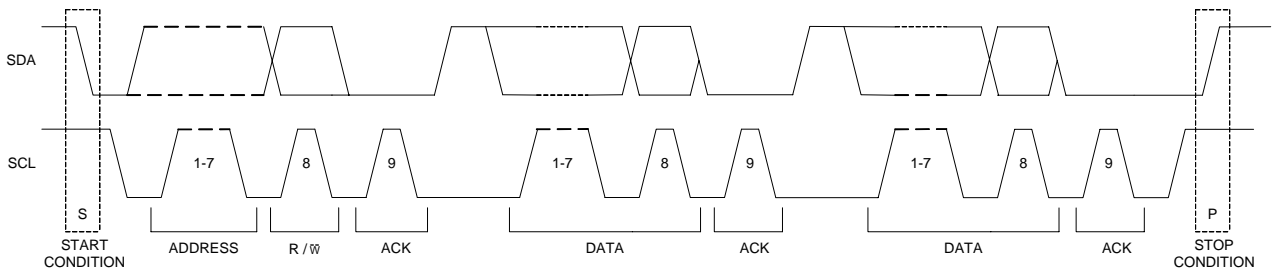 SDA
SCL
1-7 8 9 1-7 8 9 1-7 8 9
S P
START CONDITION ADDRESS R / W̅ ACK DATA ACK DATA ACK STOP CONDITION